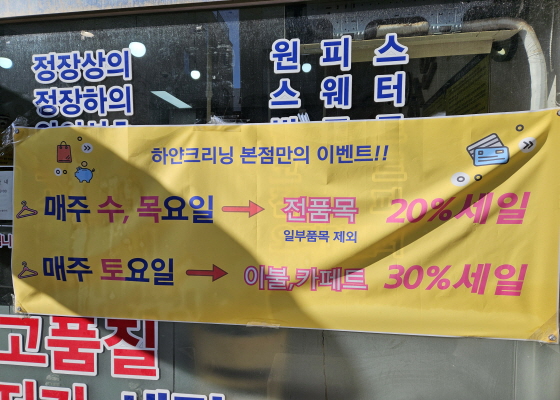 정장상의
정장하의
원피스
스웨터
하얀크리닝 본점만의 이벤트!!
매주 수, 목요일 → 전품목 20%세일
일부품목 제외
매주 토요일 → 이불,카페트 30%세일
고품질